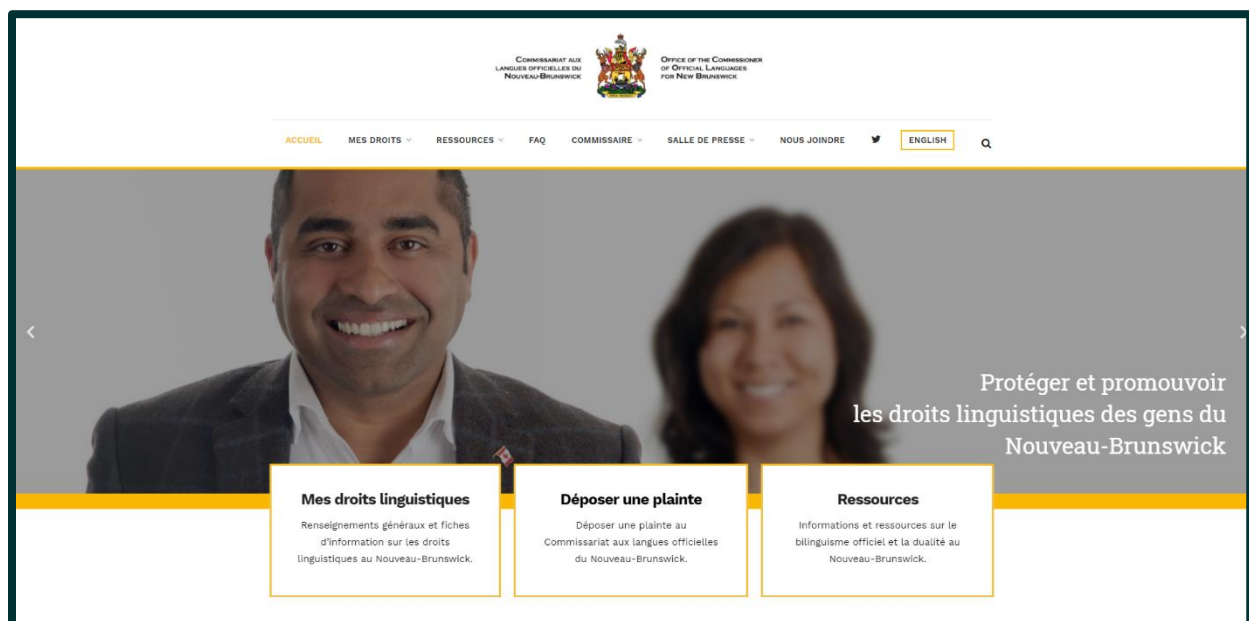 COMMISSARIAT AUX
LANGUES OFFICIELLES DU
NOUVEAU-BRUNSWICK
OFFICE OF THE COMMISSIONER
OF OFFICIAL LANGUAGES
FOR NEW BRUNSWICK
ACCUEIL MES DROITS RESSOURCES FAQ COMMISSAIRE SALLE DE PRESSE NOUS JOINDRE ENGLISH
Protéger et promouvoir
les droits linguistiques des gens du
Nouveau-Brunswick
Mes droits linguistiques
Renseignements généraux et fiches
d'information sur les droits
linguistiques au Nouveau-Brunswick.
Déposer une plainte
Déposer une plainte au
Commissariat aux langues officielles
du Nouveau-Brunswick.
Ressources
Informations et ressources sur le
bilinguisme officiel et la dualité au
Nouveau-Brunswick.